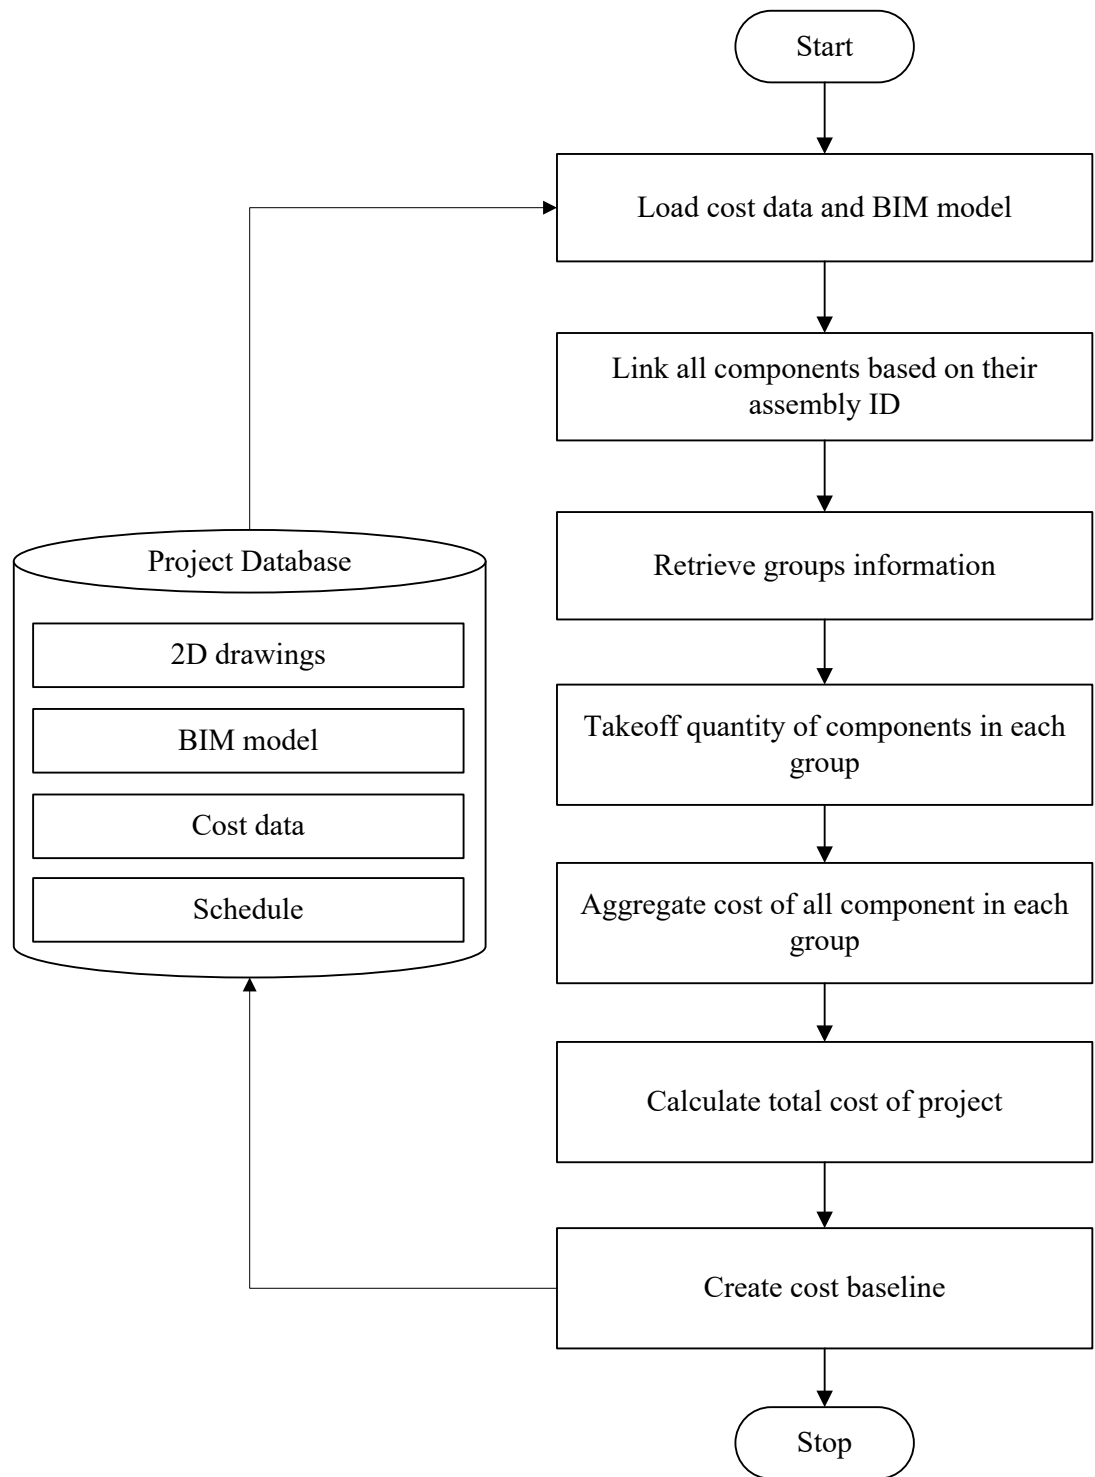 Start
Load cost data and BIM model
Link all components based on their
assembly ID
Retrieve groups information
Takeoff quantity of components in each
group
Aggregate cost of all component in each
group
Calculate total cost of project
Create cost baseline
Stop
Project Database
2D drawings
BIM model
Cost data
Schedule